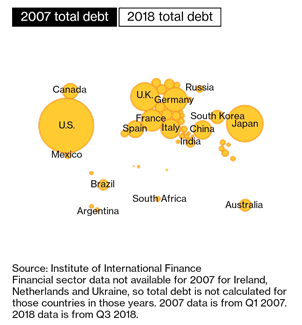 2007 total debt 2018 total debt
Canada
Russia
U.K.
Germany
U.S.
France
South Korea
Japan
Spain
Italy
China
India
Mexico
Brazil
South Africa
Argentina
Australia
Source: Institute of International Finance
Financial sector data not available for 2007 for Ireland,
Netherlands and Ukraine, so total debt is not calculated for
those countries in those years. 2007 data is from Q1 2007.
2018 data is from Q3 2018.